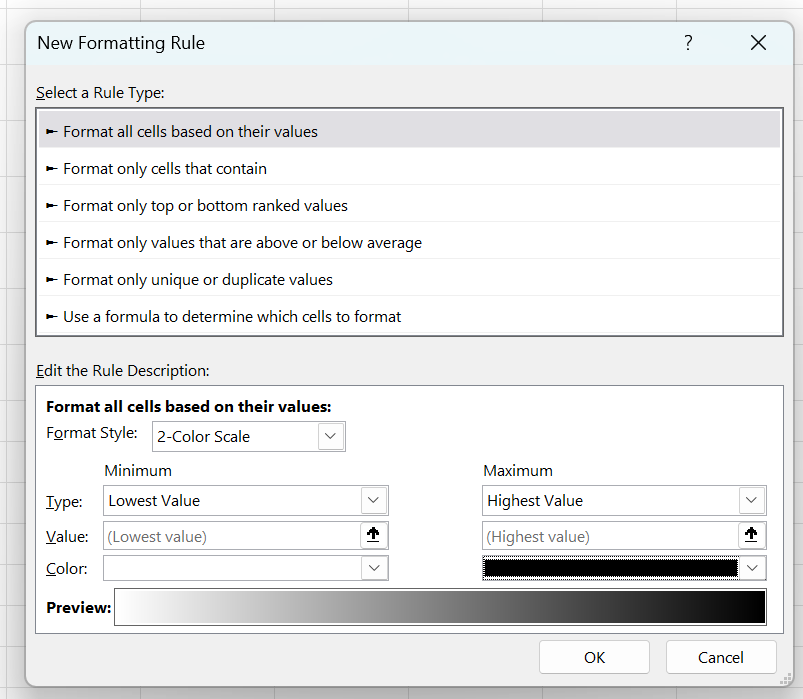 New Formatting Rule ?
Select a Rule Type:
► Format all cells based on their values
► Format only cells that contain
► Format only top or bottom ranked values
► Format only values that are above or below average
► Format only unique or duplicate values
► Use a formula to determine which cells to format
Edit the Rule Description:
Format all cells based on their values:
Format Style: 2-Color Scale
Minimum Maximum
Type: Lowest Value Highest Value
Value: (Lowest value) (Highest value)
Color:
Preview:
OK Cancel